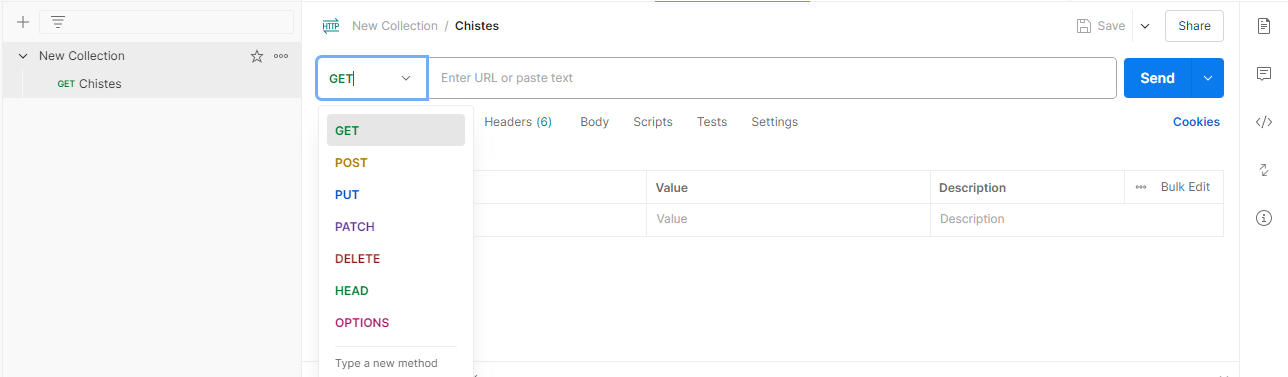 HTTP New Collection / Chistes Save Share
New Collection
GET Chistes
GET Enter URL or paste text Send
Headers (6) Body Scripts Tests Settings Cookies
GET
POST
PUT
PATCH
DELETE
HEAD
OPTIONS
Type a new method
Value Description Bulk Edit
Value Description